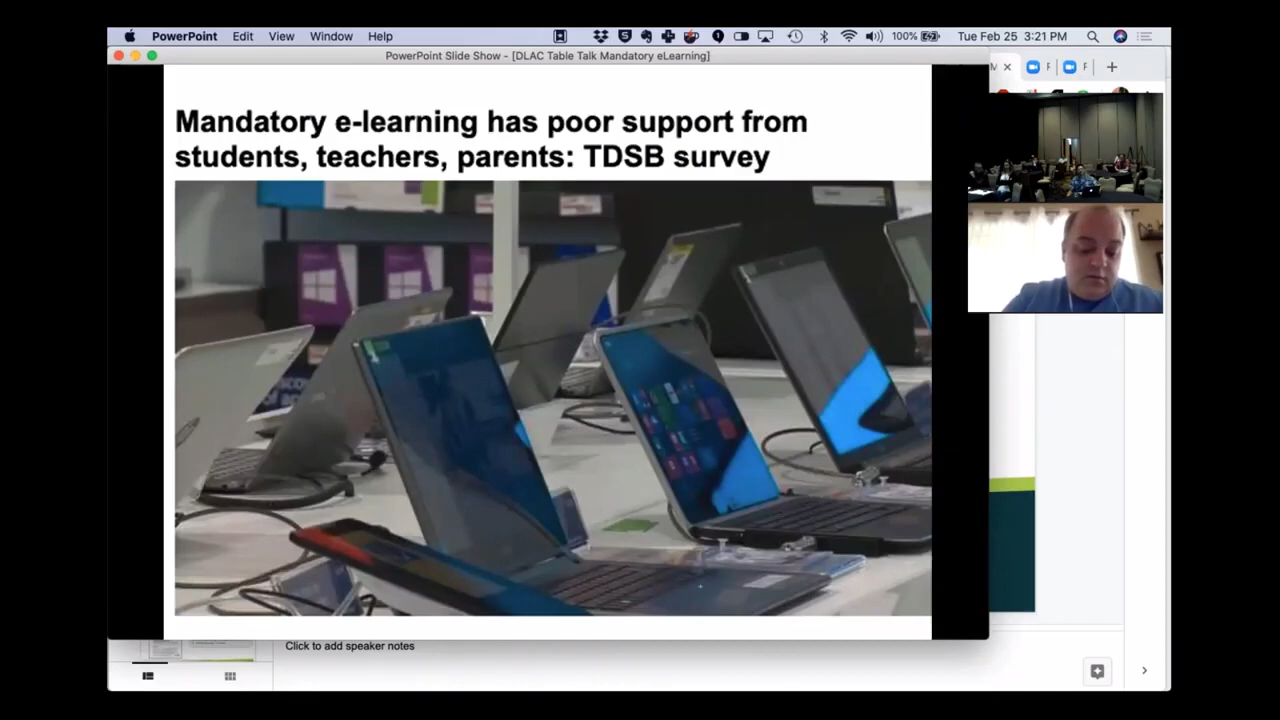 PowerPoint Edit View Window Help 100% Tue Feb 25 3:21 PM
PowerPoint Slide Show - [DLAC Table Talk Mandatory eLearning]
Mandatory e-learning has poor support from
students, teachers, parents: TDSB survey
Click to add speaker notes